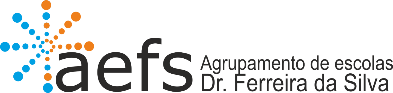 aefs
Agrupamento de escolas
Dr. Ferreira da Silva